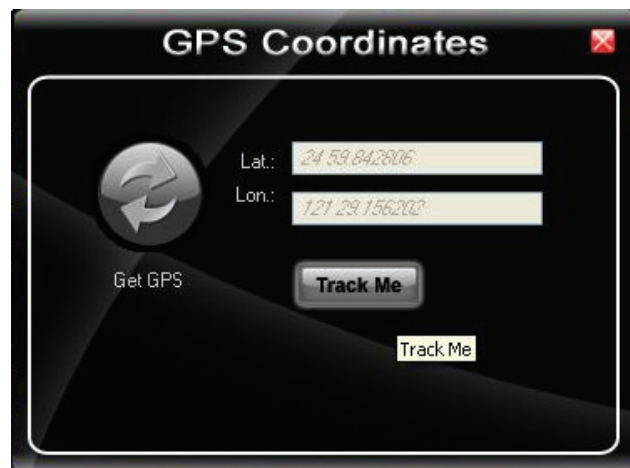 GPS Coordinates
Lat.: 24 59.842806
Lon.: 121 29.156202
Get GPS
Track Me
Track Me